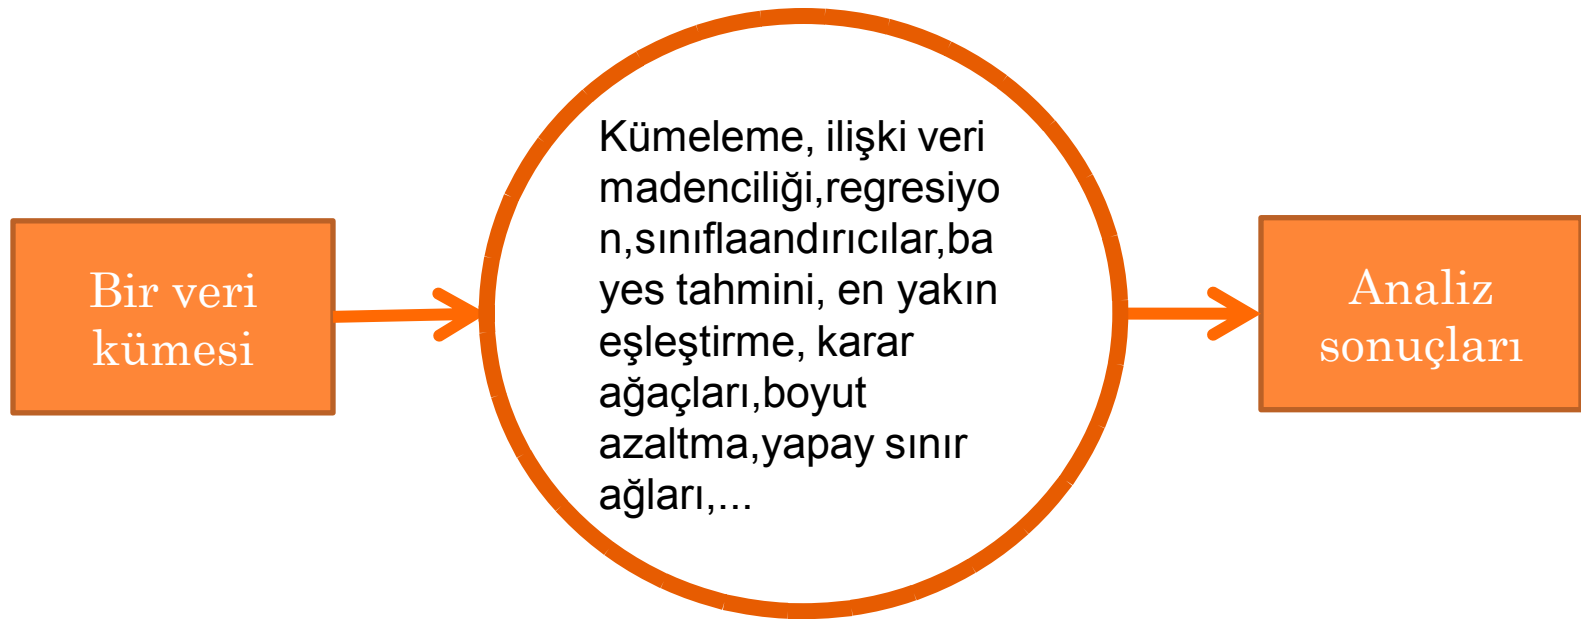 Bir veri
kümesi
Kümeleme, ilişki veri
madenciliği,regresiyo
n,sınıflaandırıcılar,ba
yes tahmini, en yakın
eşleştirme, karar
ağaçları,boyut
azaltma,yapay sınır
ağları,...
Analiz
sonuçları